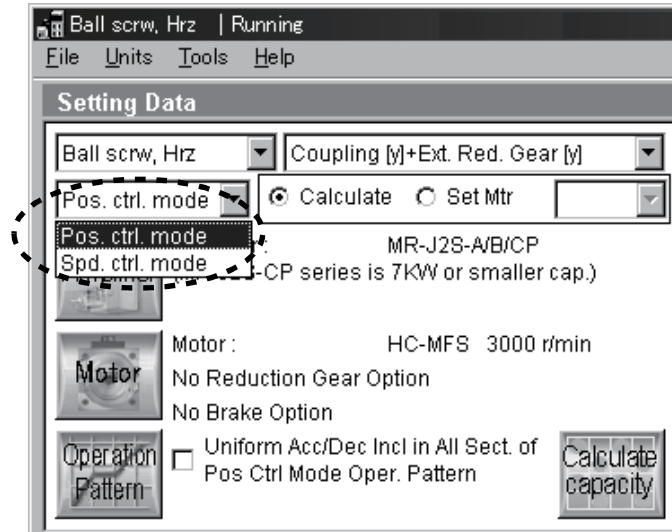 Ball scrw, Hrz | Running
File Units Tools Help
Setting Data
Ball scrw, Hrz Coupling [y]+Ext. Red. Gear [y]
Pos. ctrl. mode Calculate Set Mtr
Pos. ctrl. mode
Spd. ctrl. mode
: MR-J2S-A/B/CP
-CP series is 7KW or smaller cap.)
Motor
Motor : HC-MFS 3000 r/min
No Reduction Gear Option
No Brake Option
Operation
Pattern
Uniform Acc/Dec Incl in All Sect. of
Pos Ctrl Mode Oper. Pattern
Calculate
capacity